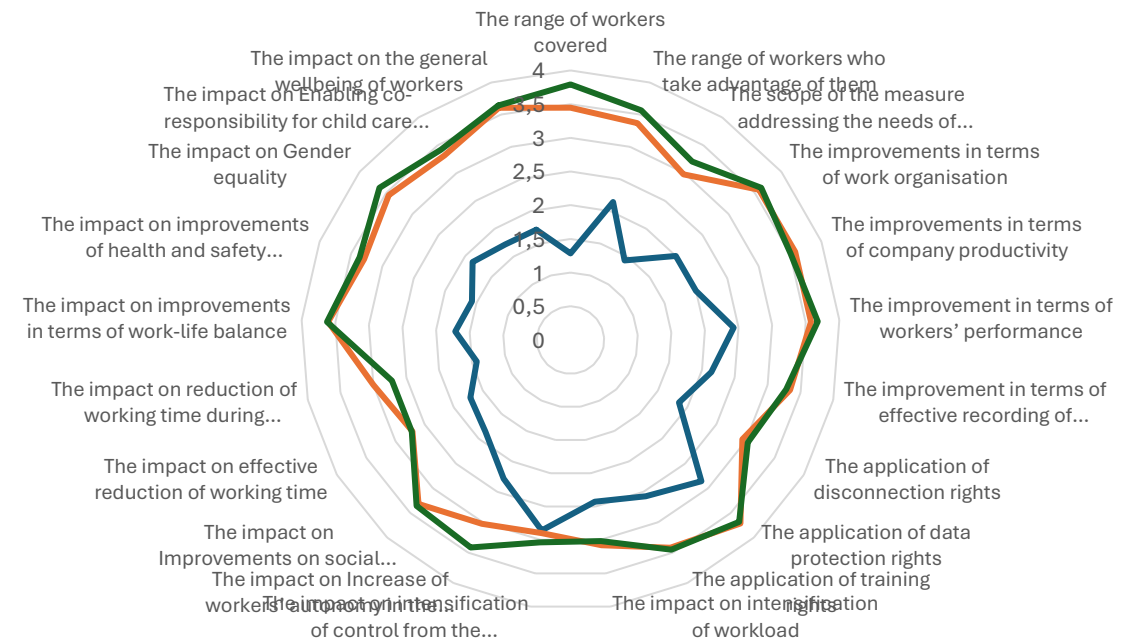 The range of workers
covered
The range of workers who
take advantage of them
The scope of the measure
addressing the needs of...
The improvements in terms
of work organisation
The improvements in terms
of company productivity
The improvement in terms of
workers' performance
The improvement in terms of
effective recording of...
The application of
disconnection rights
The application of data
protection rights
The application of training
rights
The impact on intensification
of workload
The impact on intensification
of control from the...
The impact on Increase of
workers' autonomy in the...
The impact on
Improvements on social...
The impact on effective
reduction of working time
The impact on reduction of
working time during...
The impact on improvements
in terms of work-life balance
The impact on improvements
of health and safety...
The impact on Gender
equality
The impact on Enabling co-
responsibility for child care...
The impact on the general
wellbeing of workers
4
3,5
3
2,5
2
1,5
1
0,5
0